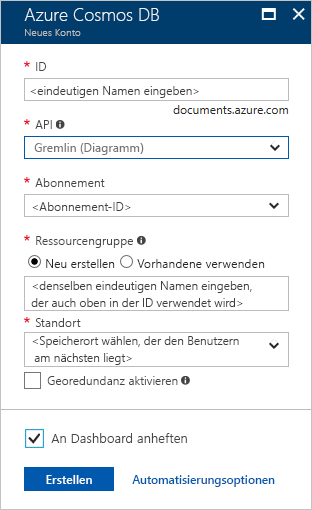 Azure Cosmos DB
Neues Konto
* ID
<eindeutigen Namen eingeben>
documents.azure.com
* API
Gremlin (Diagramm)
* Abonnement
<Abonnement-ID>
* Ressourcengruppe
Neu erstellen Vorhandene verwenden
<denselben eindeutigen Namen eingeben,
der auch oben in der ID verwendet wird>
* Standort
<Speicherort wählen, der den Benutzern
am nächsten liegt>
Georedundanz aktivieren
An Dashboard anheften
Erstellen Automatisierungsoptionen